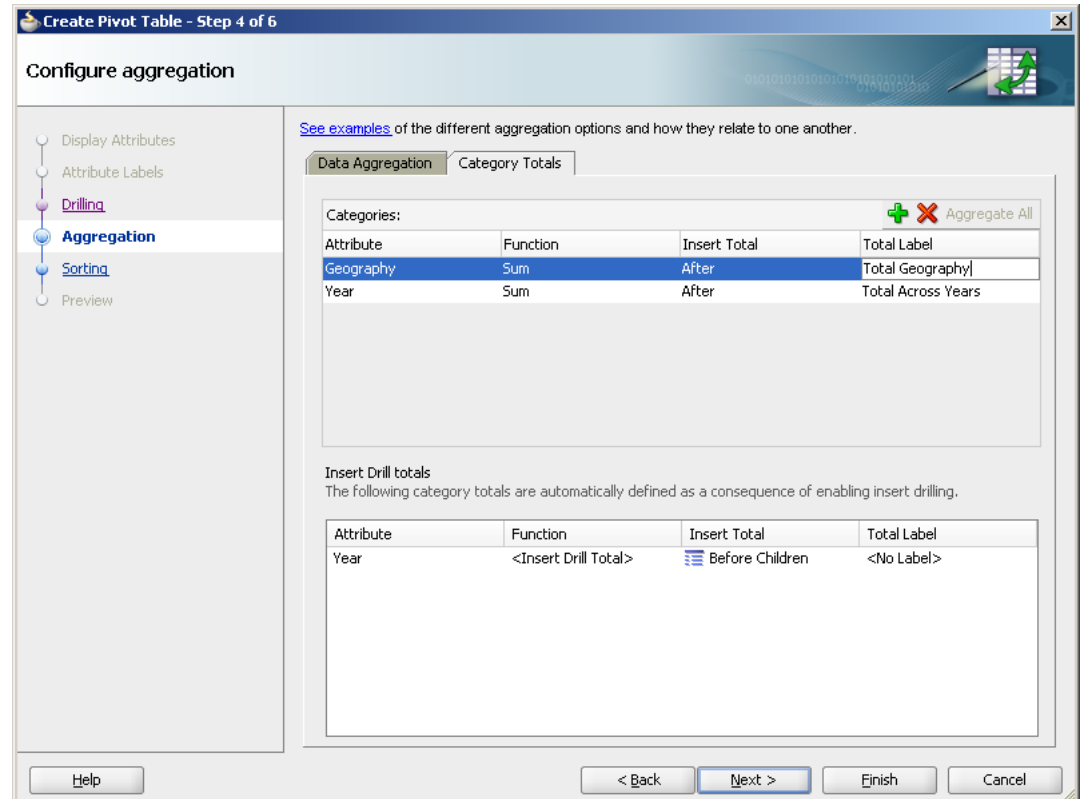 Create Pivot Table - Step 4 of 6
Configure aggregation
Display Attributes
Attribute Labels
Drilling
Aggregation
Sorting
Preview
See examples of the different aggregation options and how they relate to one another.
Data Aggregation Category Totals
Categories: Aggregate All
Attribute Function Insert Total Total Label
Geography Sum After Total Geography
Year Sum After Total Across Years
Insert Drill totals
The following category totals are automatically defined as a consequence of enabling insert drilling.
Attribute Function Insert Total Total Label
Year <Insert Drill Total> Before Children <No Label>
Help < Back Next > Finish Cancel